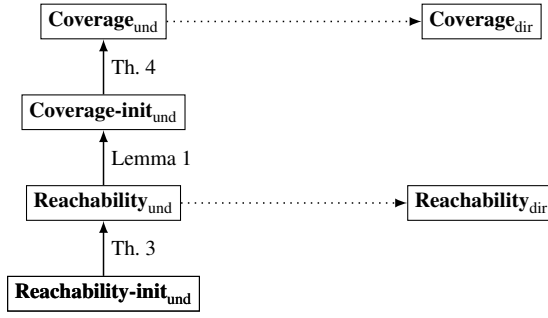 Coverage_und Coverage_dir
Th. 4
Coverage-init_und
Lemma 1
Reachability_und Reachability_dir
Th. 3
Reachability-init_und